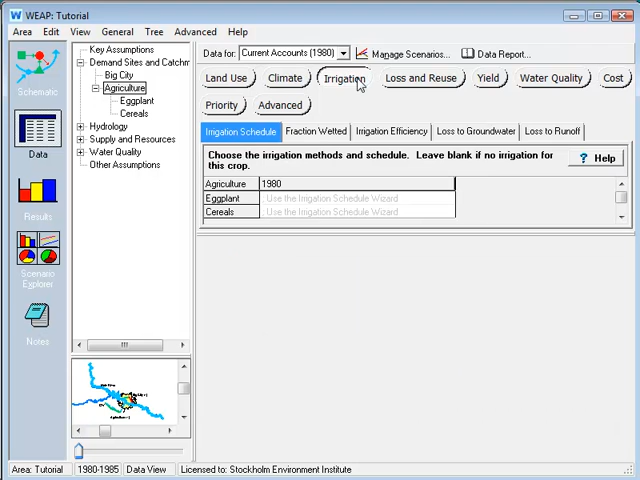 WEAP: Tutorial
Area Edit View General Tree Advanced Help
Schematic
Data
Results
Scenario Explorer
Notes
Key Assumptions
Demand Sites and Catchm
Big City
Agriculture
Eggplant
Cereals
Hydrology
Supply and Resources
Water Quality
Other Assumptions
Data for: Current Accounts (1980) Manage Scenarios... Data Report...
Land Use Climate Irrigation Loss and Reuse Yield Water Quality Cost
Priority Advanced
Irrigation Schedule Fraction Wetted Irrigation Efficiency Loss to Groundwater Loss to Runoff
Choose the irrigation methods and schedule. Leave blank if no irrigation for
this crop.
? Help
Agriculture 1980
Eggplant Use the Irrigation Schedule Wizard
Cereals Use the Irrigation Schedule Wizard
Area: Tutorial 1980-1985 Data View Licensed to: Stockholm Environment Institute